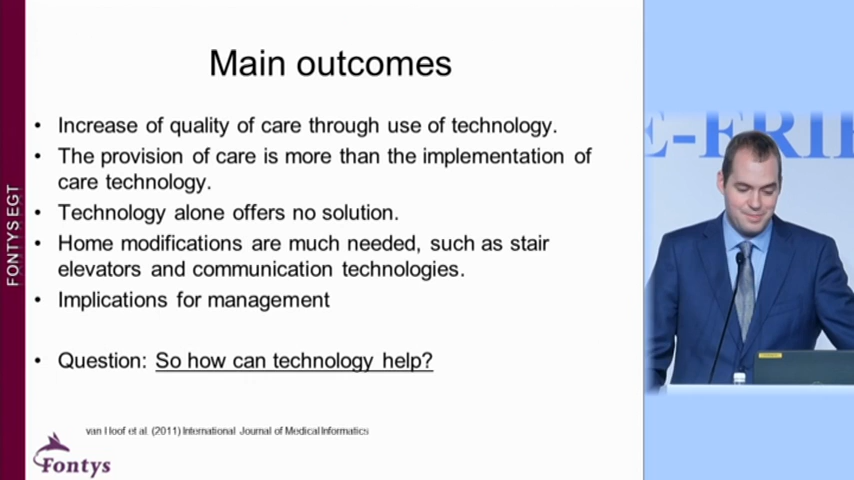 Main outcomes
• Increase of quality of care through use of technology.
• The provision of care is more than the implementation of
care technology.
• Technology alone offers no solution.
• Home modifications are much needed, such as stair
elevators and communication technologies.
• Implications for management
• Question: So how can technology help?
van Hoof et al. (2011) International Journal of Medical Informatics
Fontys
FONTYS EGT
E-FRIE